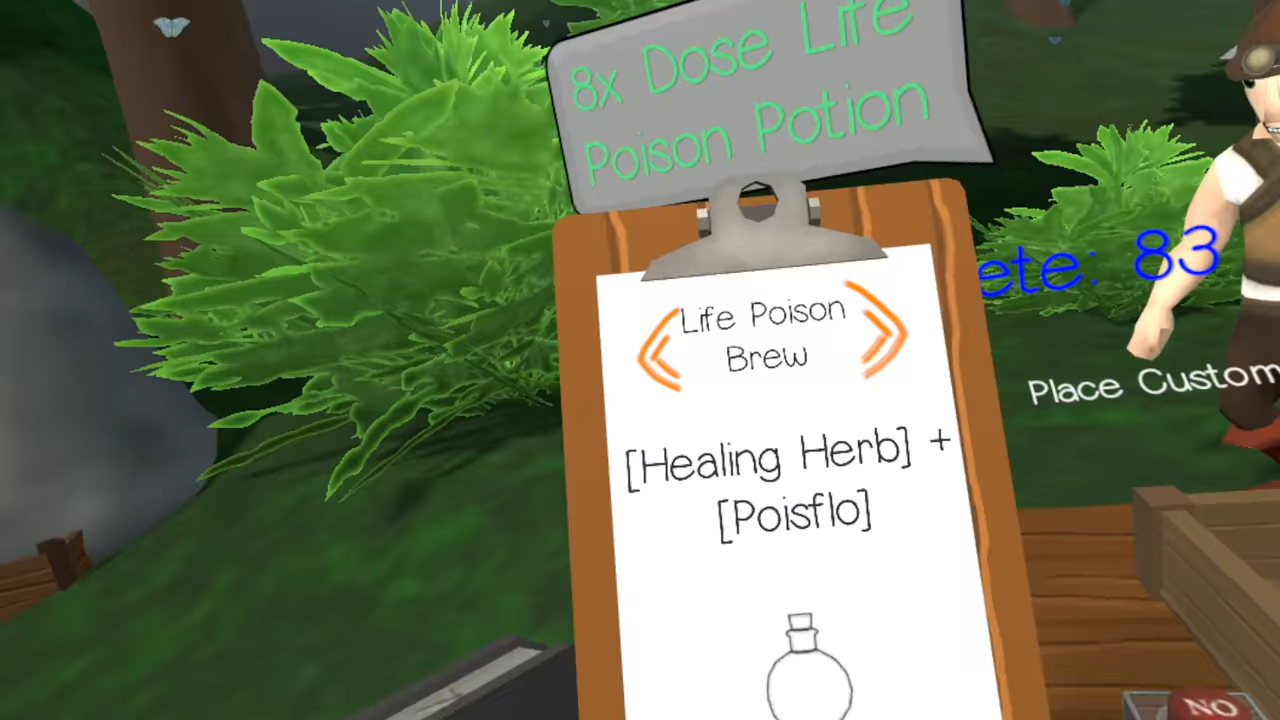 8x Dose Life
Poison Potion
Life Poison
Brew
[Healing Herb] +
[Poisflo]
ete: 83
Place Custom
NO